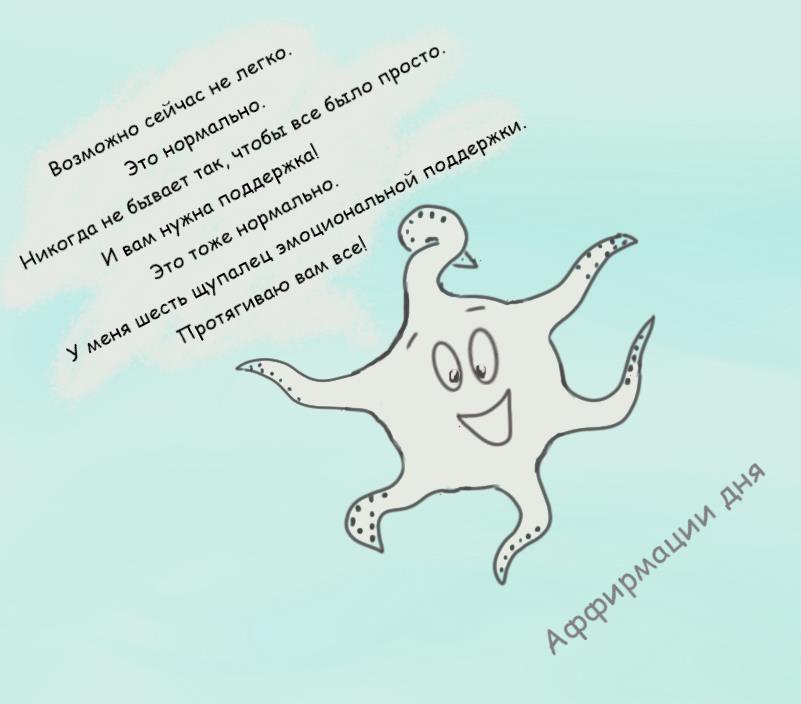 Возможно сейчас не легко.
Это нормально.
Никогда не бывает так, чтобы все было просто.
И вам нужна поддержка!
Это тоже нормально.
У меня шесть щупалец эмоциональной поддержки.
Протягиваю вам все!
Аффирмации дня